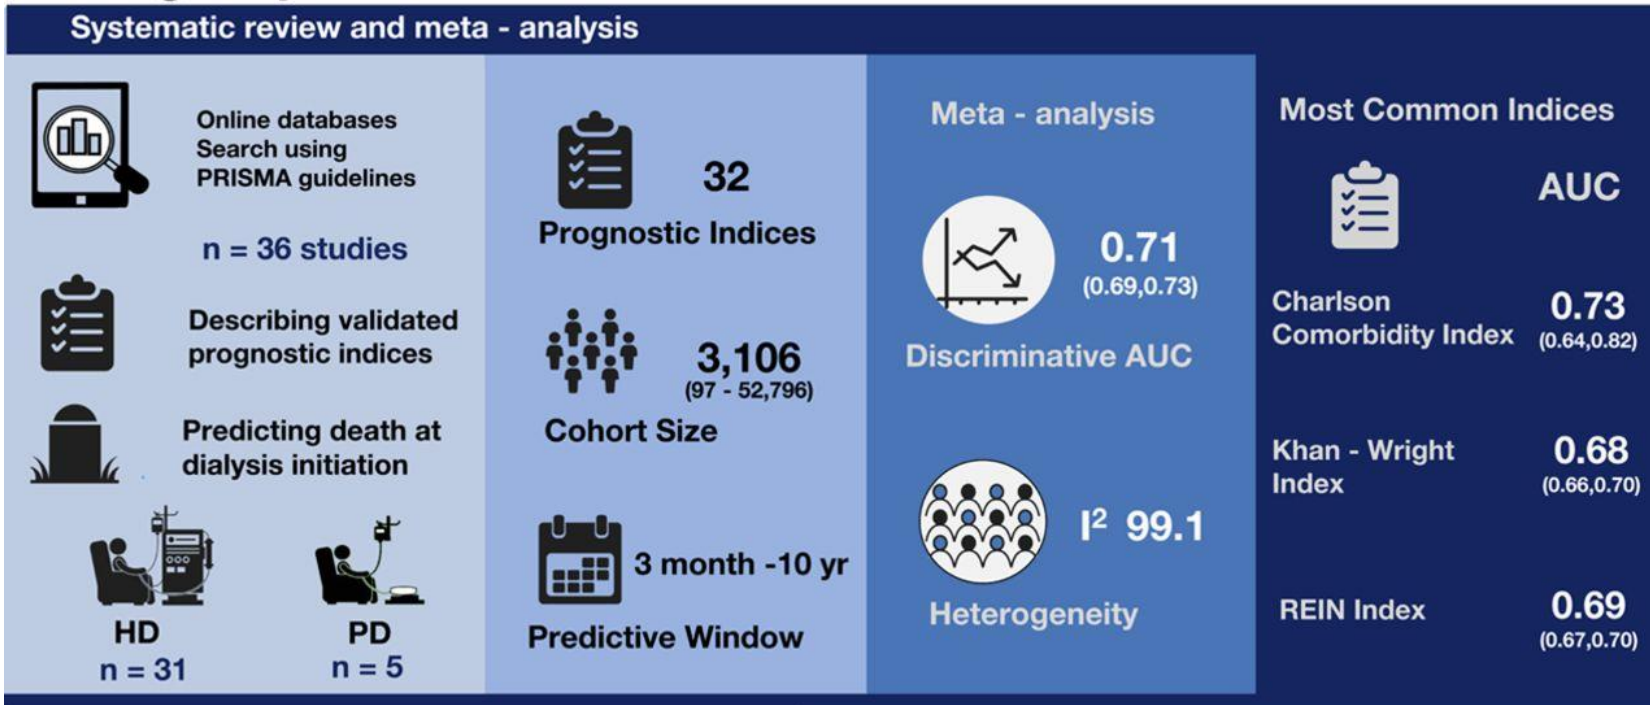 Systematic review and meta - analysis
Online databases
Search using
PRISMA guidelines
n = 36 studies
Describing validated
prognostic indices
Predicting death at
dialysis initiation
HD
n = 31
PD
n = 5
32
Prognostic Indices
3,106
(97 - 52,796)
Cohort Size
3 month -10 yr
Predictive Window
Meta - analysis
0.71
(0.69,0.73)
Discriminative AUC
I² 99.1
Heterogeneity
Most Common Indices
AUC
Charlson
Comorbidity Index
0.73
(0.64,0.82)
Khan - Wright
Index
0.68
(0.66,0.70)
REIN Index
0.69
(0.67,0.70)